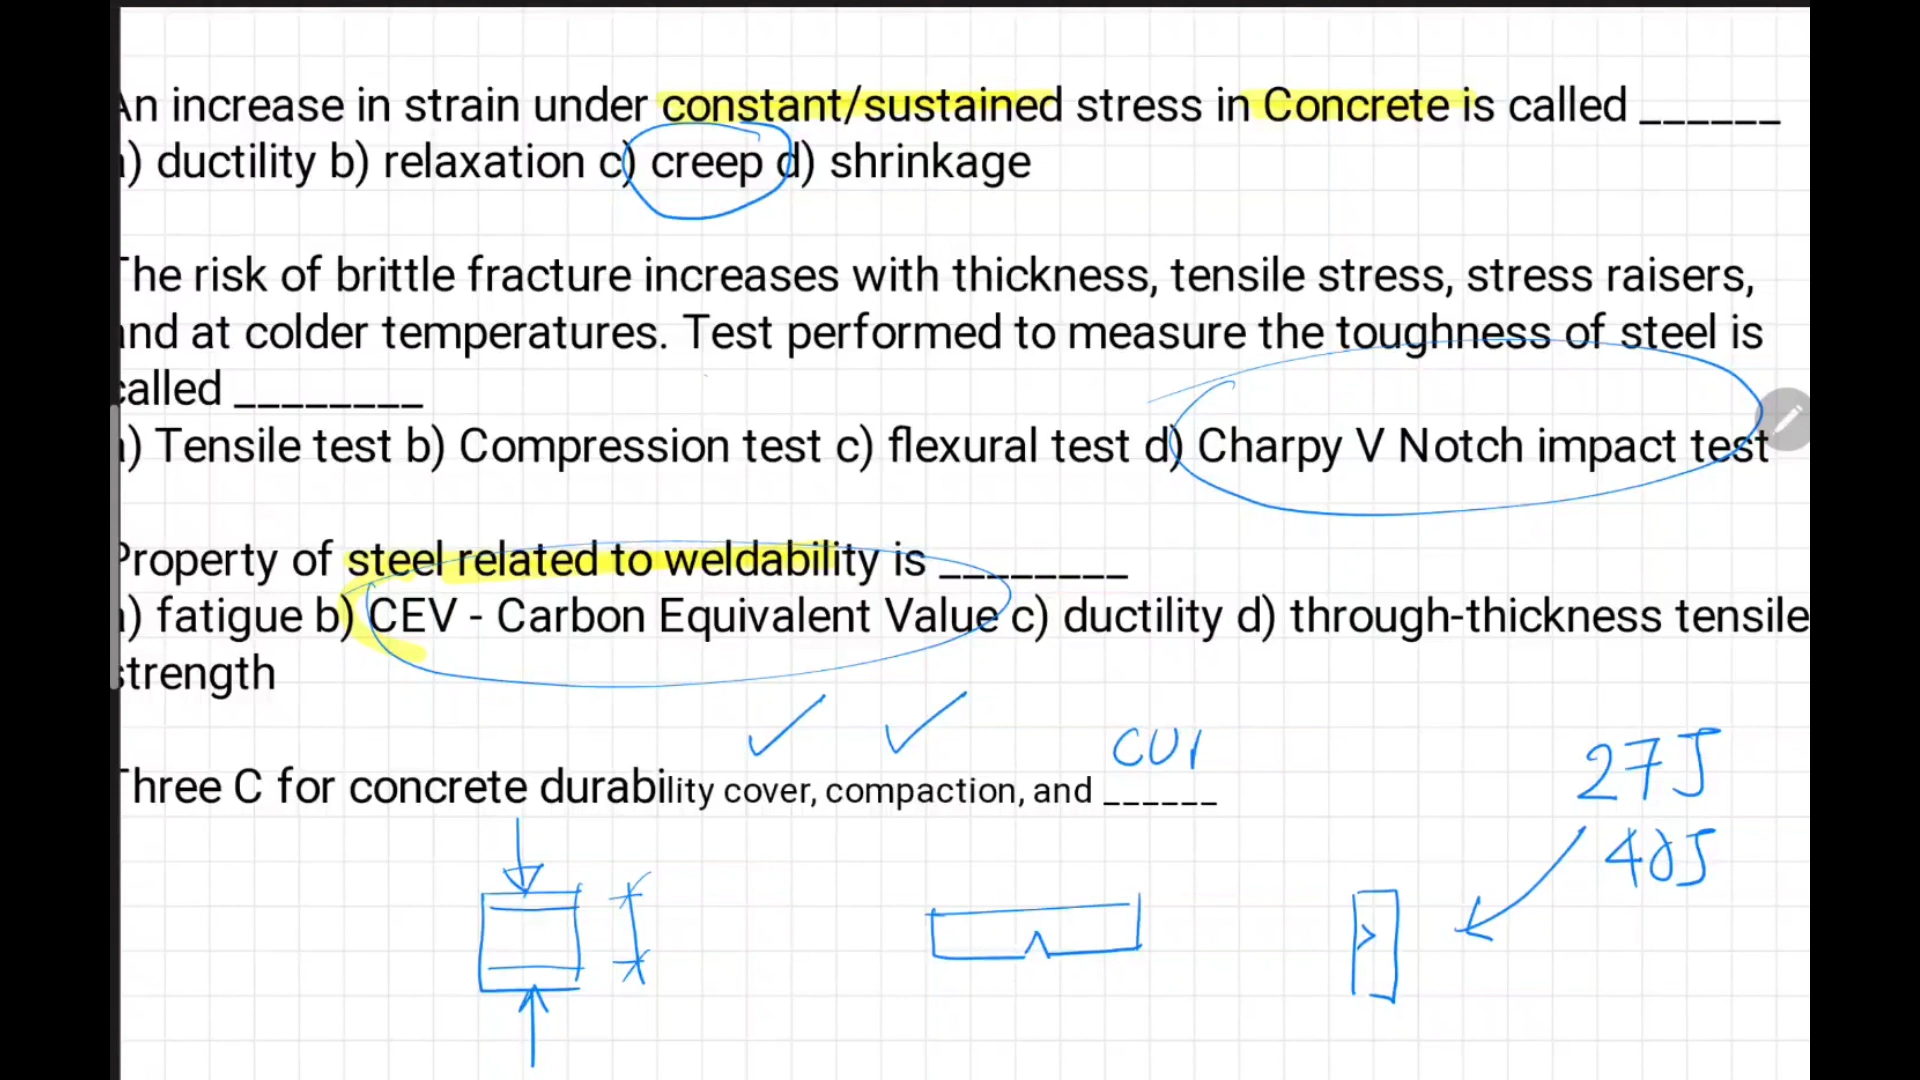 An increase in strain under constant/sustained stress in Concrete is called ______
a) ductility b) relaxation c) creep d) shrinkage
The risk of brittle fracture increases with thickness, tensile stress, stress raisers,
and at colder temperatures. Test performed to measure the toughness of steel is
called ________
a) Tensile test b) Compression test c) flexural test d) Charpy V Notch impact test
Property of steel related to weldability is ________
a) fatigue b) CEV - Carbon Equivalent Value c) ductility d) through-thickness tensile
strength
cur
Three C for concrete durability cover, compaction, and ______
27J
40J